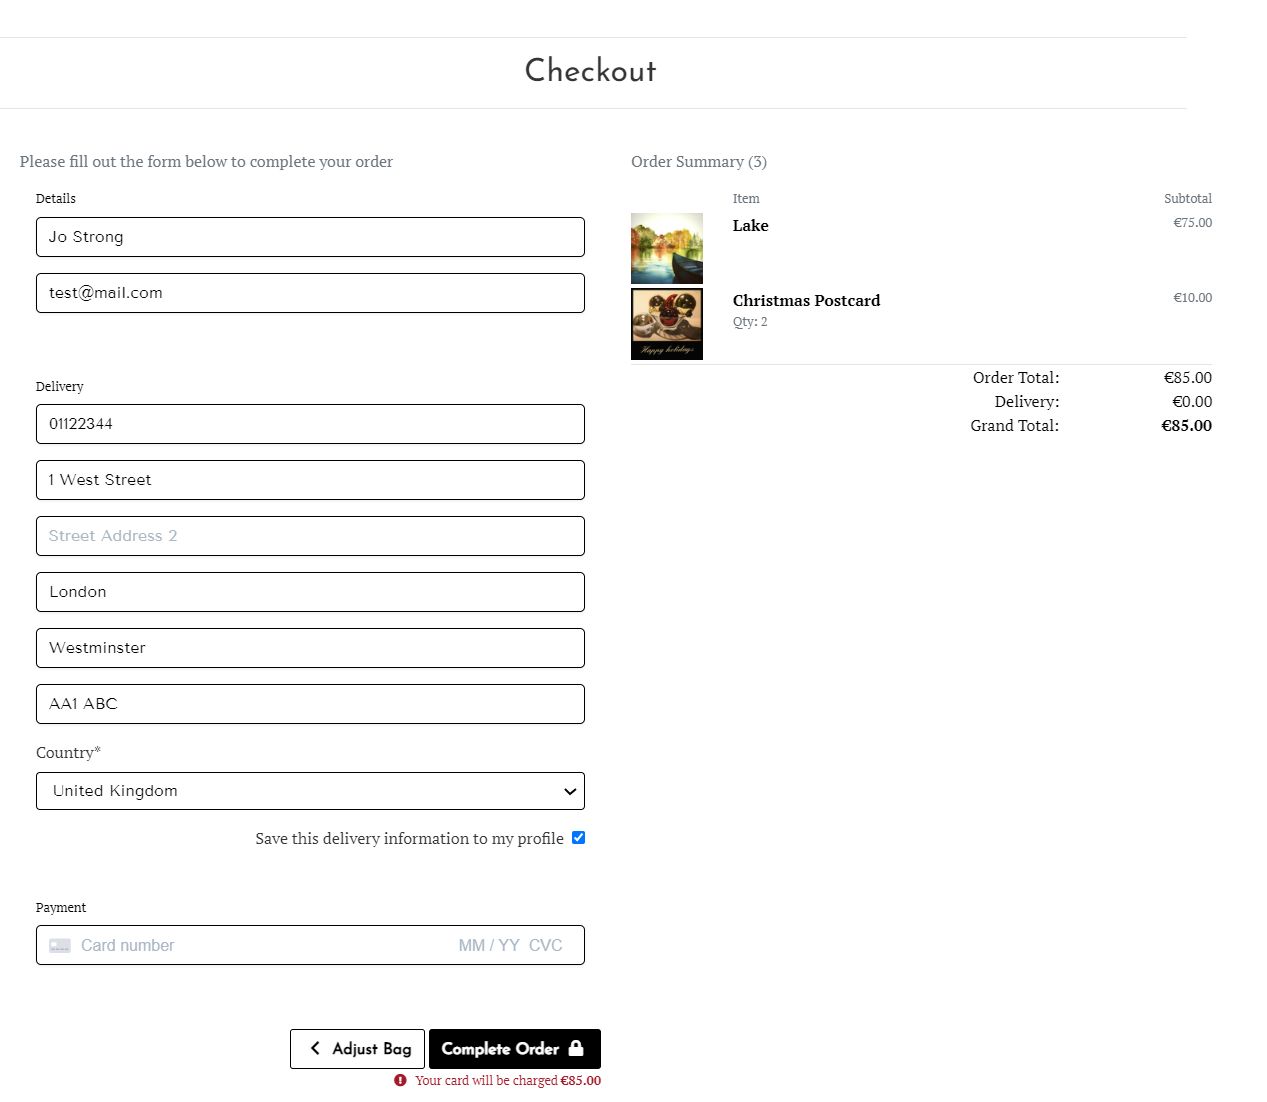 Checkout
Please fill out the form below to complete your order
Details
Jo Strong
test@mail.com
Delivery
01122344
1 West Street
Street Address 2
London
Westminster
AA1 ABC
Country*
United Kingdom
Save this delivery information to my profile
Payment
Card number MM / YY CVC
Adjust Bag
Complete Order
Your card will be charged €85.00
Order Summary (3)
Item Subtotal
Lake €75.00
Christmas Postcard €10.00
Qty: 2
Happy holidays
Order Total: €85.00
Delivery: €0.00
Grand Total: €85.00